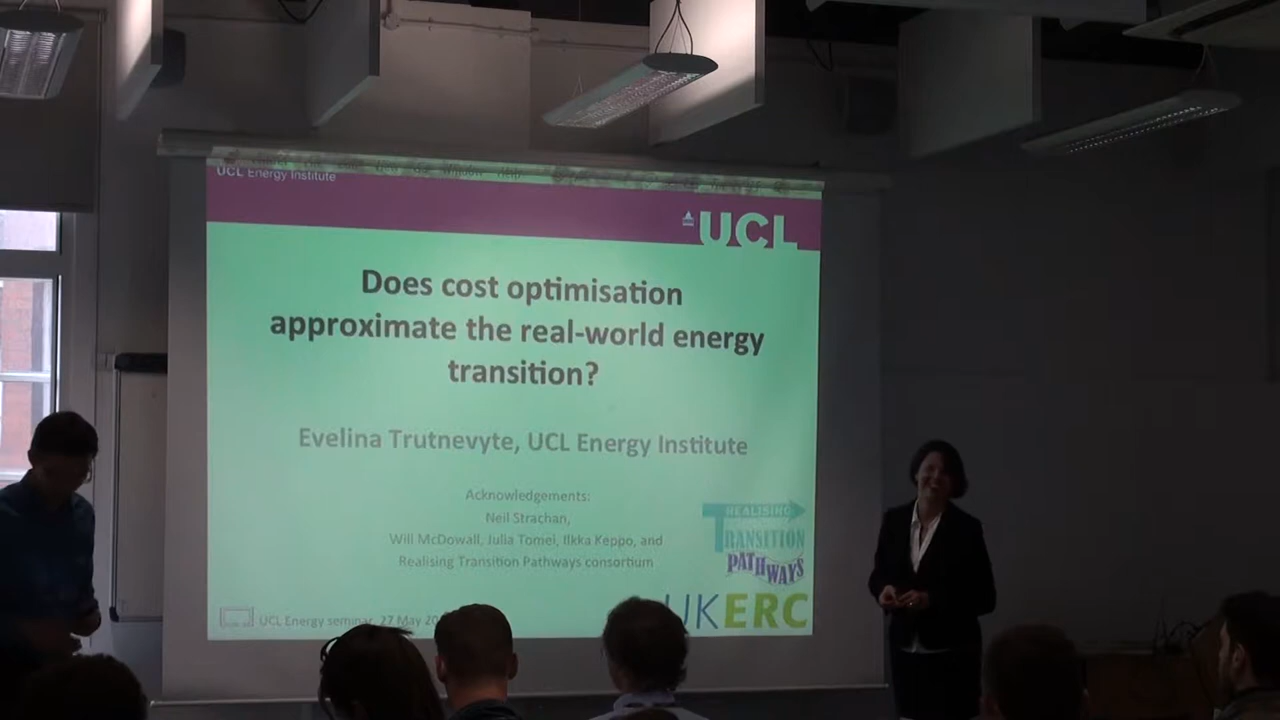 UCL Energy Institute
UCL
Does cost optimisation
approximate the real-world energy
transition?
Evelina Trutnevyte, UCL Energy Institute
Acknowledgements:
Neil Strachan,
Will McDowall, Julia Tomei, Ilkka Keppo, and
Realising Transition Pathways consortium
REALISING
TRANSITION
PATHWAYS
UKERC
UCL Energy seminar, 27 May